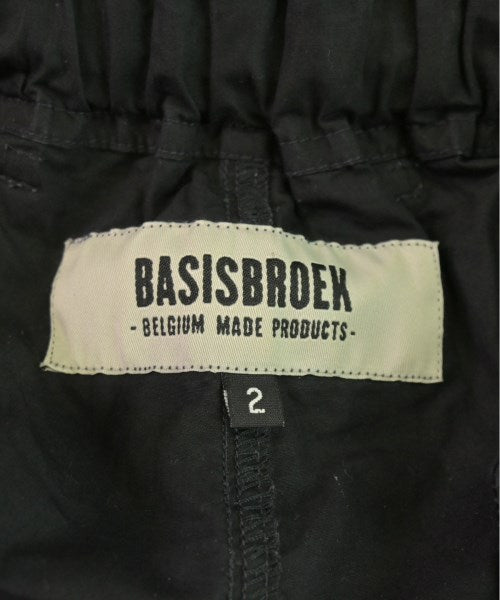 BASISBROEK
- BELGIUM MADE PRODUCTS -
2